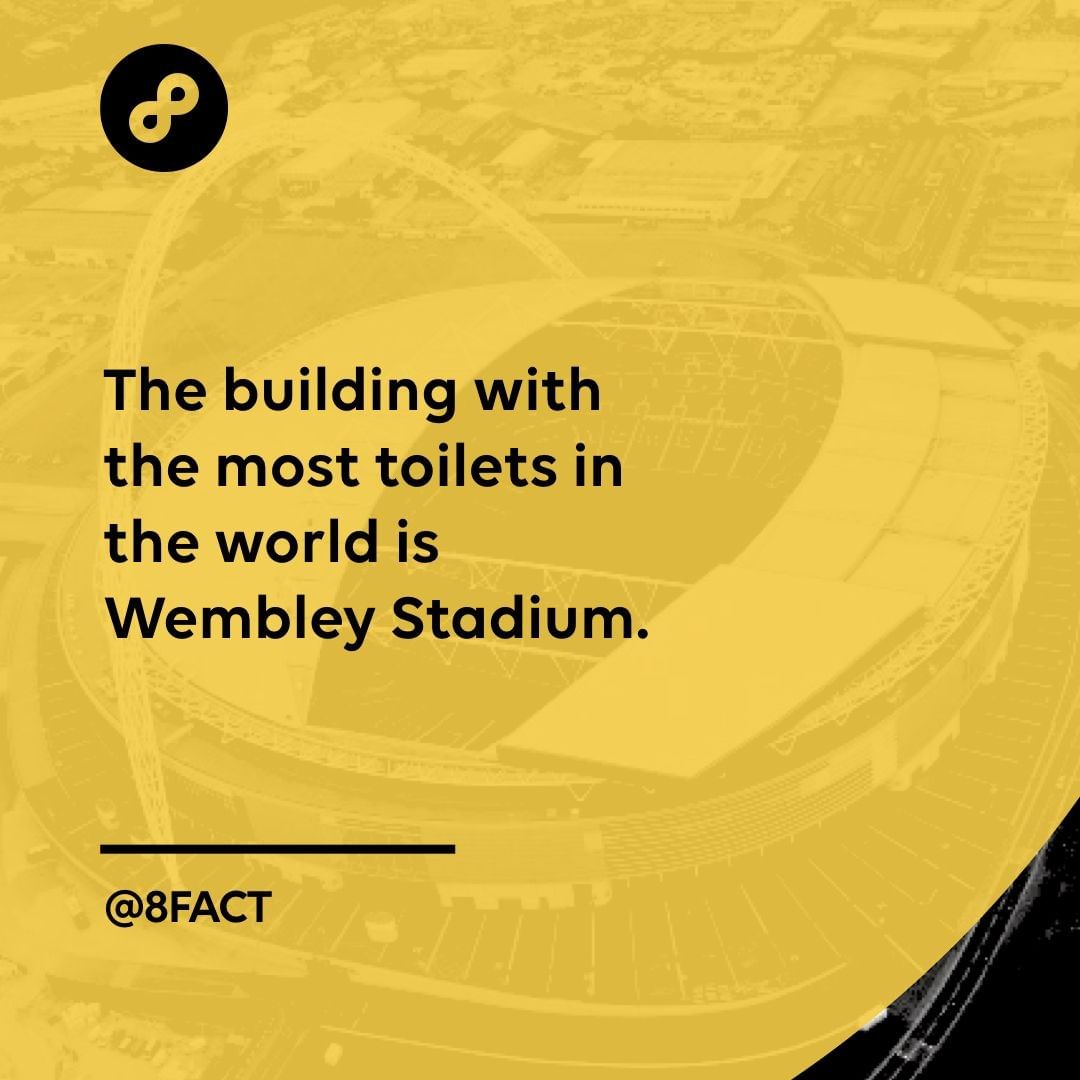 The building with
the most toilets in
the world is
Wembley Stadium.
@8FACT